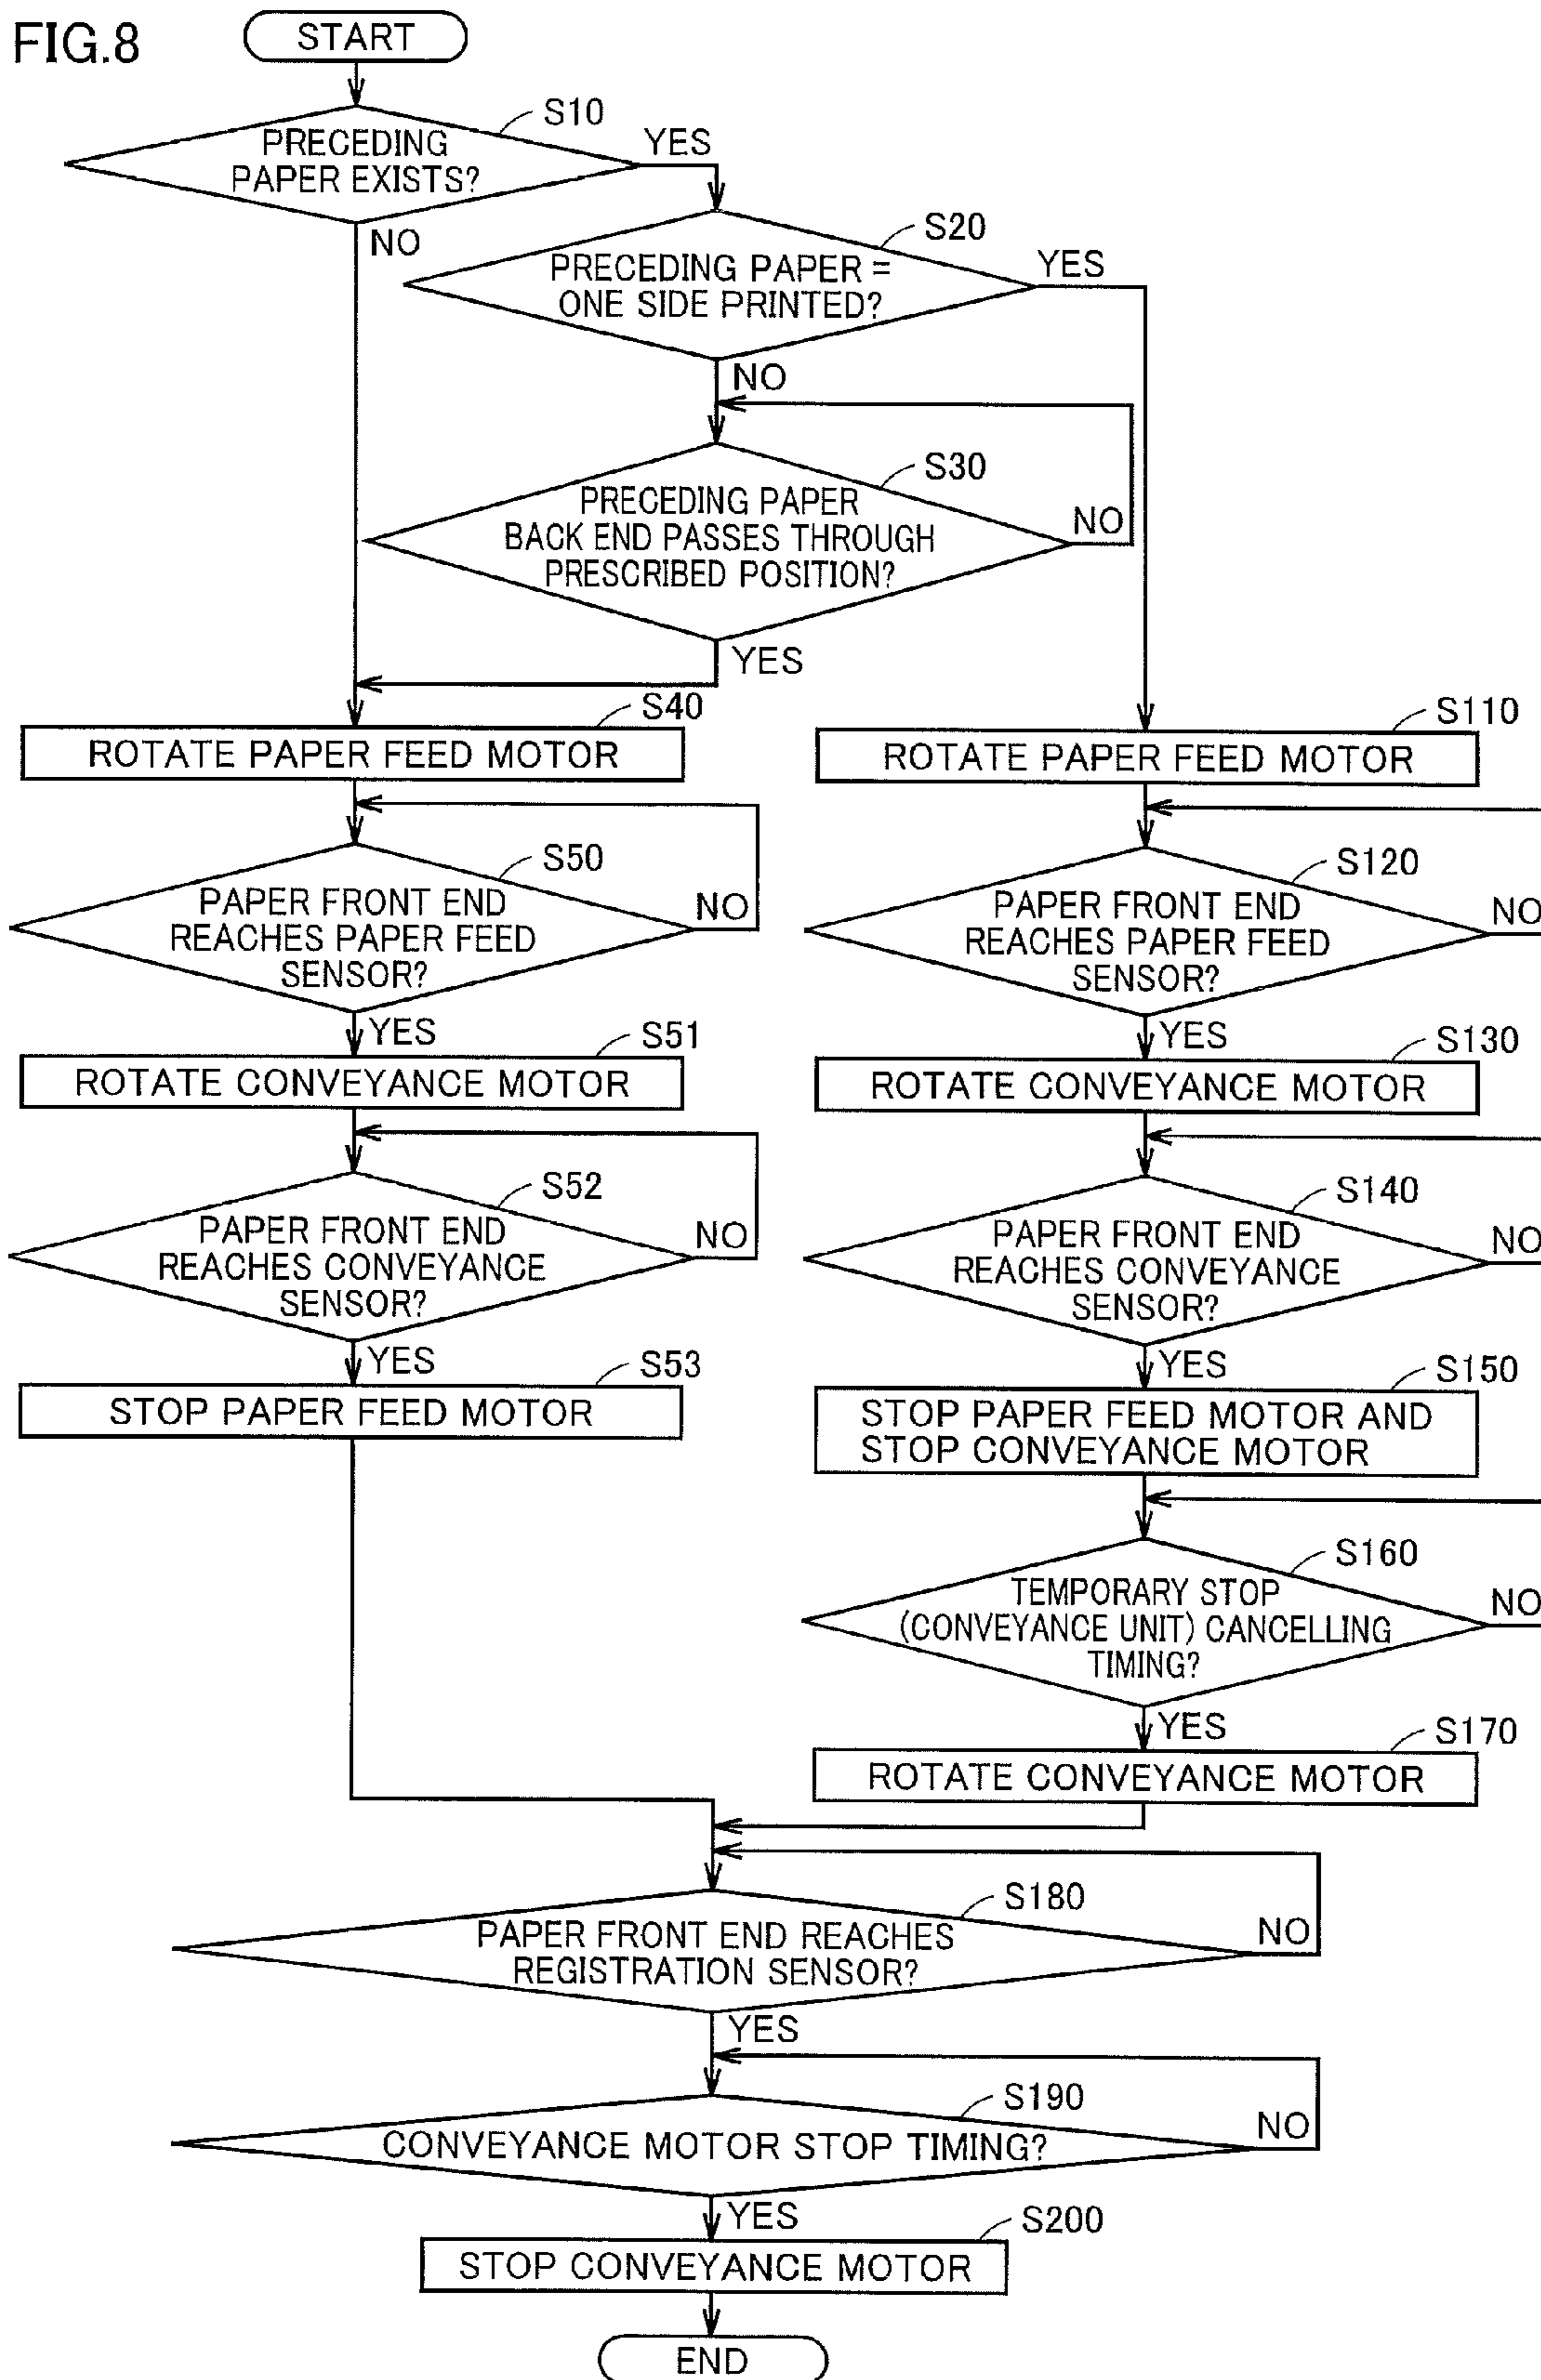 FIG.8
START
S10
PRECEDING
PAPER EXISTS?
YES
NO
S20
PRECEDING PAPER =
ONE SIDE PRINTED?
YES
NO
S30
PRECEDING PAPER
BACK END PASSES THROUGH
PRESCRIBED POSITION?
NO
YES
S40
ROTATE PAPER FEED MOTOR
S50
PAPER FRONT END
REACHES PAPER FEED
SENSOR?
NO
YES
S51
ROTATE CONVEYANCE MOTOR
S52
PAPER FRONT END
REACHES CONVEYANCE
SENSOR?
NO
YES
S53
STOP PAPER FEED MOTOR
S110
ROTATE PAPER FEED MOTOR
S120
PAPER FRONT END
REACHES PAPER FEED
SENSOR?
NO
YES
S130
ROTATE CONVEYANCE MOTOR
S140
PAPER FRONT END
REACHES CONVEYANCE
SENSOR?
NO
YES
S150
STOP PAPER FEED MOTOR AND
STOP CONVEYANCE MOTOR
S160
TEMPORARY STOP
(CONVEYANCE UNIT) CANCELLING
TIMING?
NO
YES
S170
ROTATE CONVEYANCE MOTOR
S180
PAPER FRONT END REACHES
REGISTRATION SENSOR?
NO
YES
S190
CONVEYANCE MOTOR STOP TIMING?
NO
YES
S200
STOP CONVEYANCE MOTOR
END